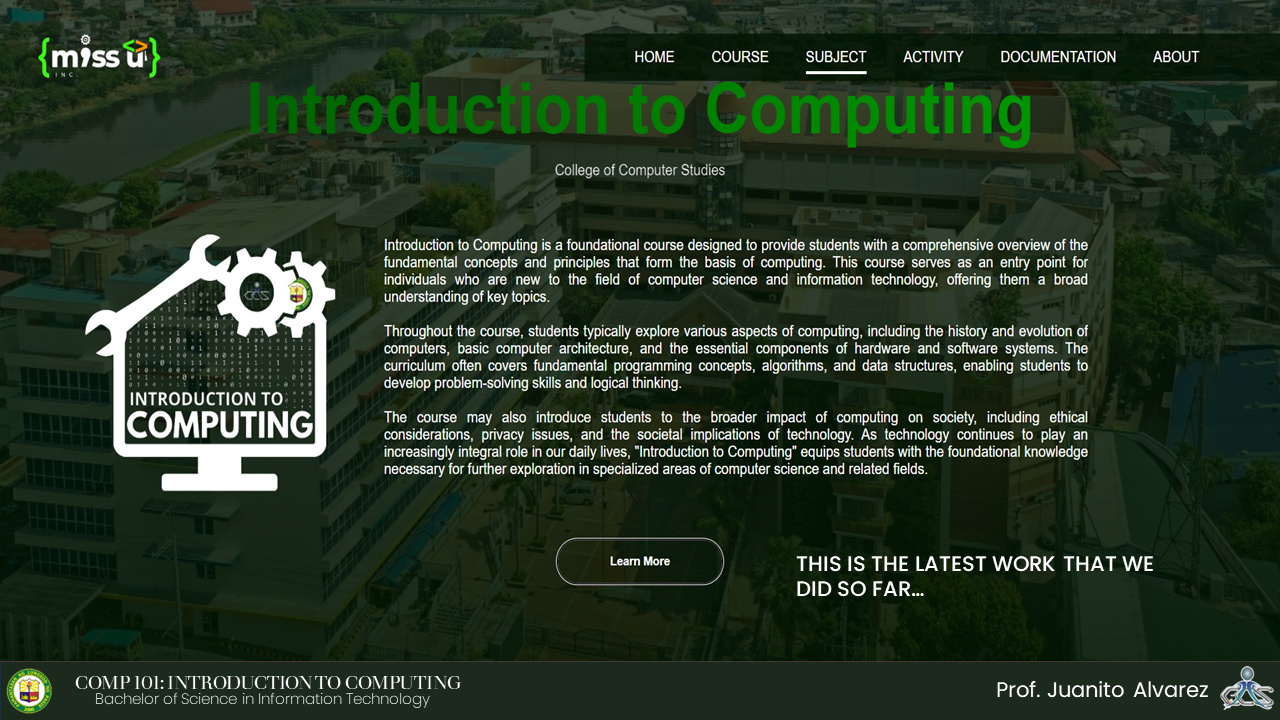 {miss u}
INC.
HOME COURSE SUBJECT ACTIVITY DOCUMENTATION ABOUT
Introduction to Computing
College of Computer Studies
Introduction to Computing is a foundational course designed to provide students with a comprehensive overview of the
fundamental concepts and principles that form the basis of computing. This course serves as an entry point for
individuals who are new to the field of computer science and information technology, offering them a broad
understanding of key topics.
Throughout the course, students typically explore various aspects of computing, including the history and evolution of
computers, basic computer architecture, and the essential components of hardware and software systems. The
curriculum often covers fundamental programming concepts, algorithms, and data structures, enabling students to
develop problem-solving skills and logical thinking.
The course may also introduce students to the broader impact of computing on society, including ethical
considerations, privacy issues, and the societal implications of technology. As technology continues to play an
increasingly integral role in our daily lives, "Introduction to Computing" equips students with the foundational knowledge
necessary for further exploration in specialized areas of computer science and related fields.
INTRODUCTION TO
COMPUTING
Learn More
THIS IS THE LATEST WORK THAT WE
DID SO FAR...
COMP 101: INTRODUCTION TO COMPUTING
Bachelor of Science in Information Technology
Prof. Juanito Alvarez